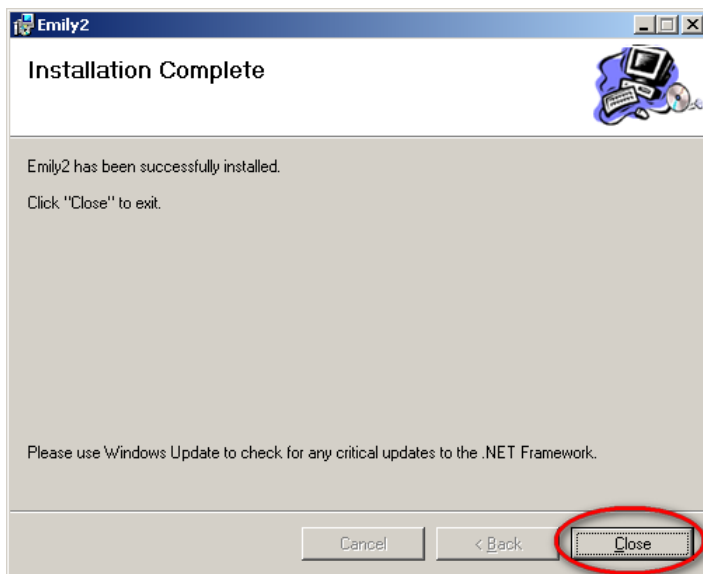 Emily2
Installation Complete
Emily2 has been successfully installed.
Click "Close" to exit.
Please use Windows Update to check for any critical updates to the .NET Framework.
Cancel
< Back
Close